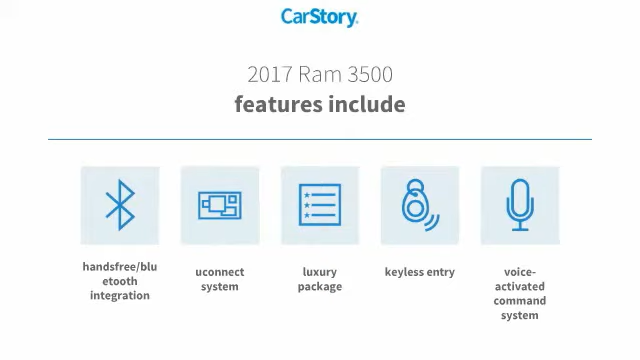 CarStory.
2017 Ram 3500
features include
handsfree/blu
etooth
integration
uconnect
system
luxury
package
keyless entry
voice-
activated
command
system